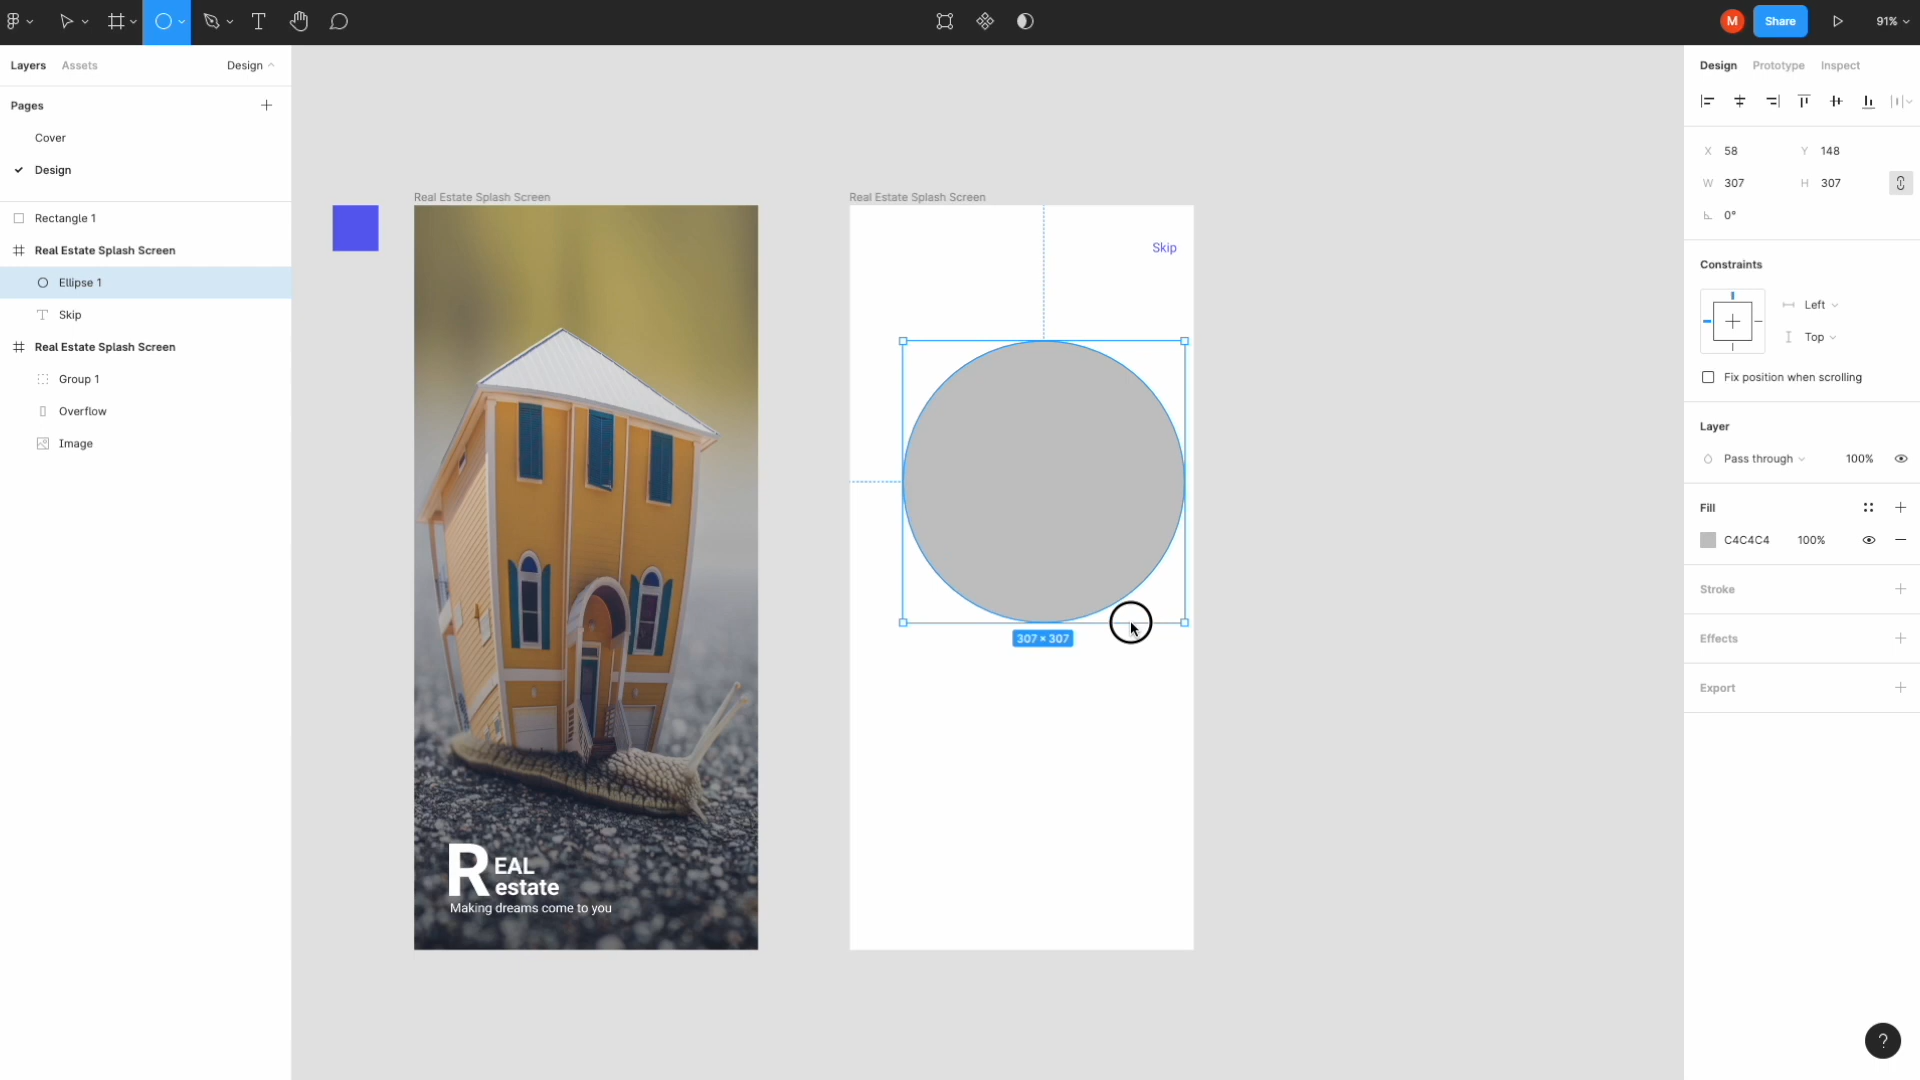 M
Share
91%
Layers
Assets
Design
Pages
Cover
Design
Rectangle 1
Real Estate Splash Screen
Ellipse 1
Skip
Real Estate Splash Screen
Group 1
Overflow
Image
Real Estate Splash Screen
REAL
estate
Making dreams come to you
Real Estate Splash Screen
Skip
307 × 307
Design
Prototype
Inspect
X 58
Y 148
W 307
H 307
0°
Constraints
Left
Top
Fix position when scrolling
Layer
Pass through
100%
Fill
C4C4C4
100%
Stroke
Effects
Export
?